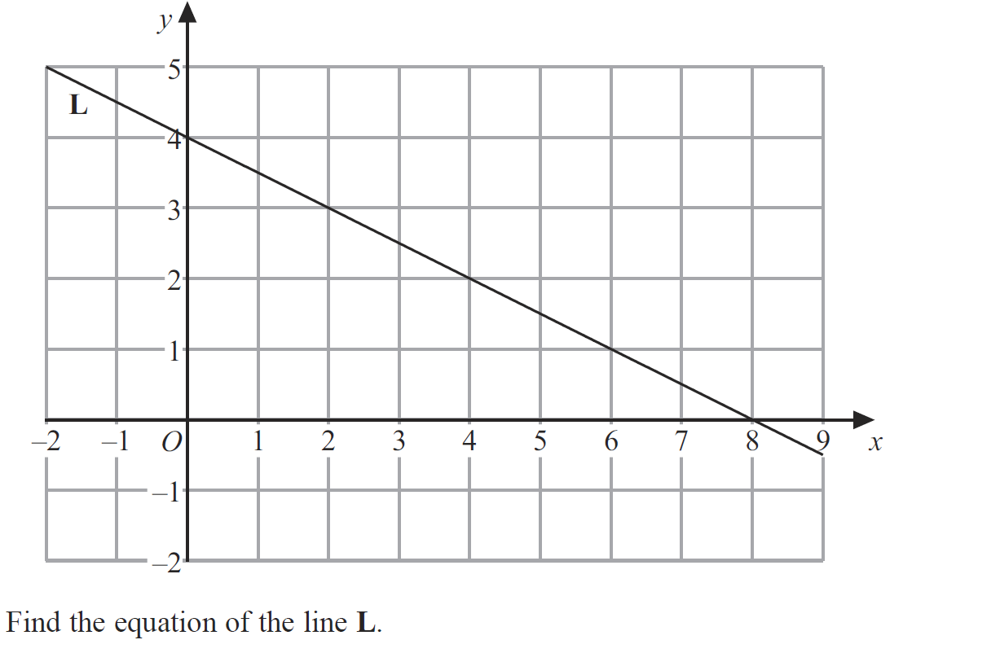 y
5
L
4
3
2
1
–2 –1 O 1 2 3 4 5 6 7 8 9 x
–1
–2
Find the equation of the line L.